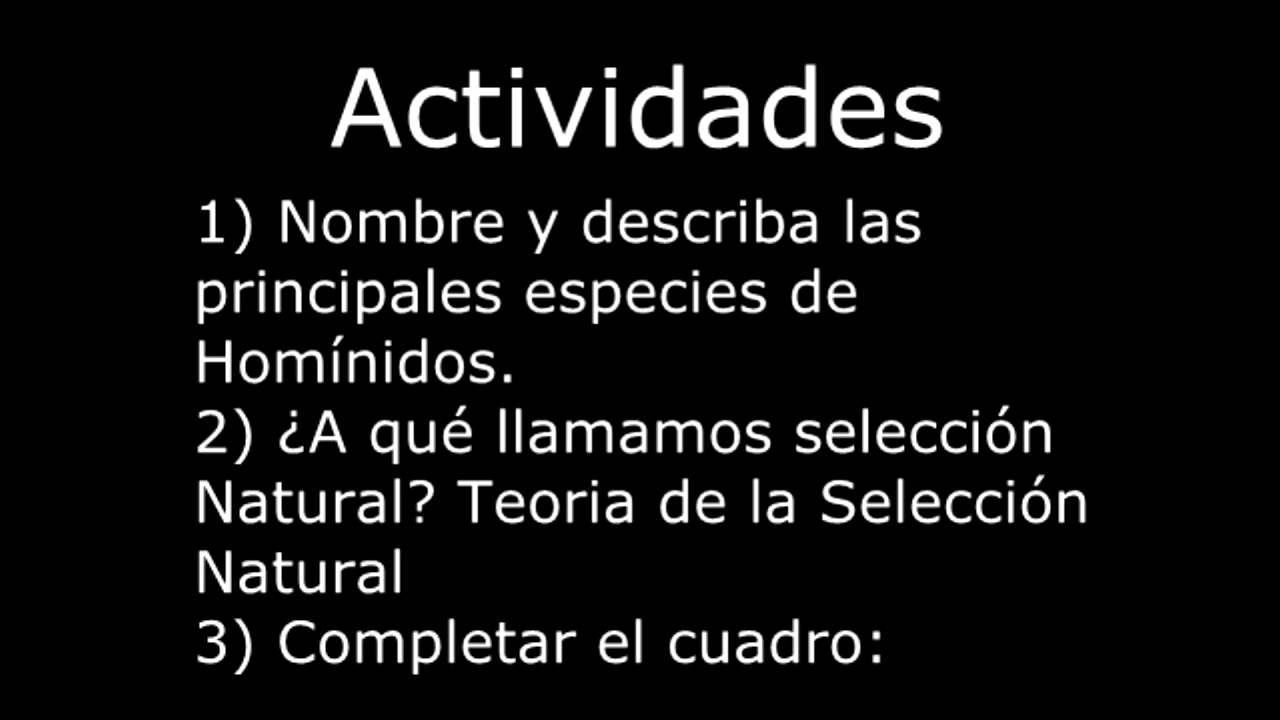 Actividades
1) Nombre y describa las
principales especies de
Homínidos.
2) ¿A qué llamamos selección
Natural? Teoria de la Selección
Natural
3) Completar el cuadro: